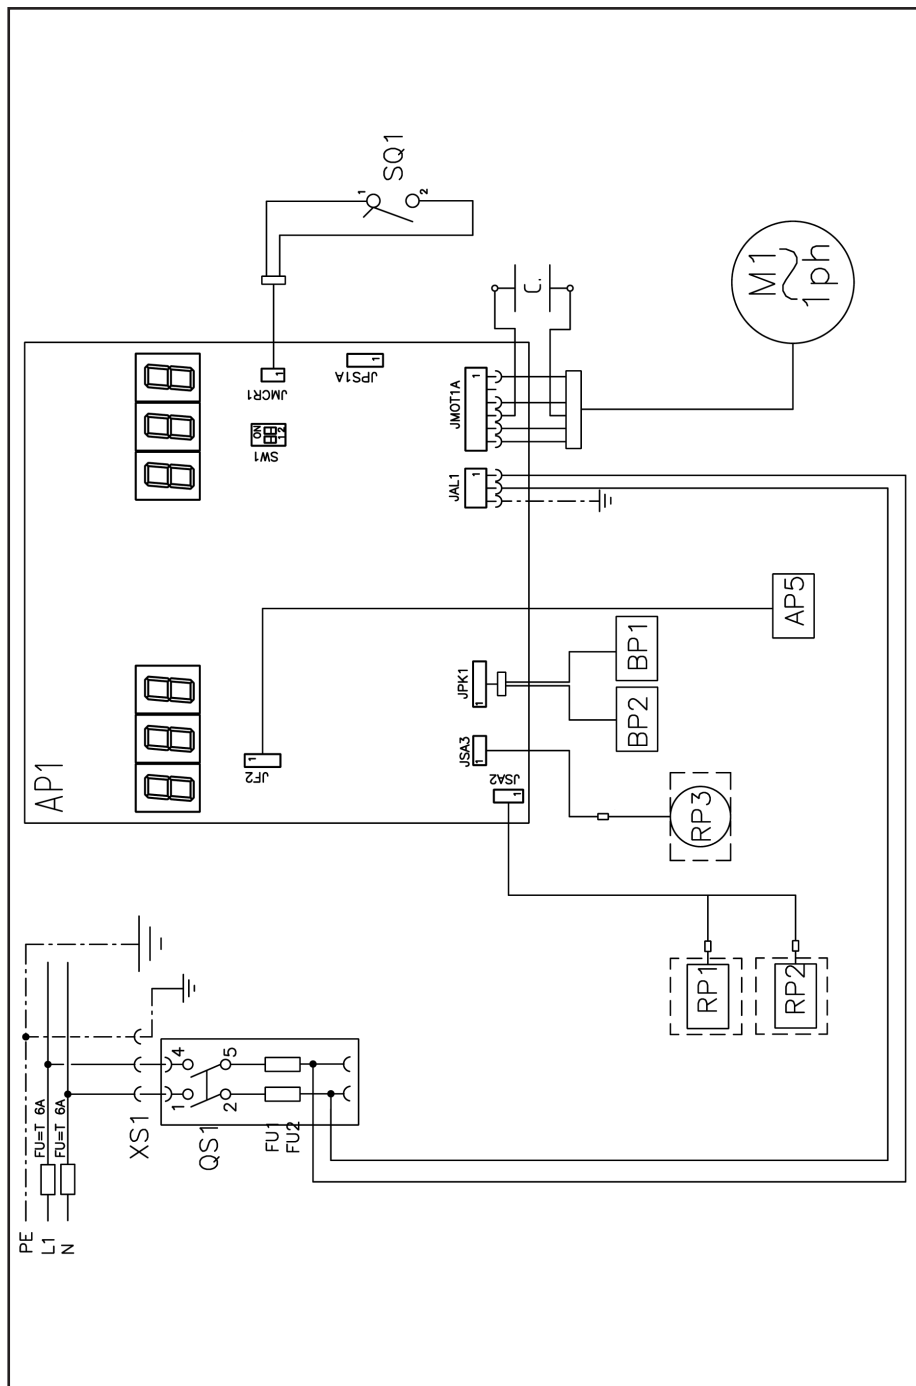 PE
L1
N
FU=T 6A
FU=T 6A
XS1
QS1
1
4
2
5
FU1
FU2
AP1
JF2
1
JSA2
1
JSA3
1
JPK1
1
SW1
ON
1 2
JMCR1
1
JPS1A
1
JAL1
1
JMOT1A
1
SQ1
1
2
C.
M1
~
1ph
AP5
BP1
BP2
RP3
RP1
RP2